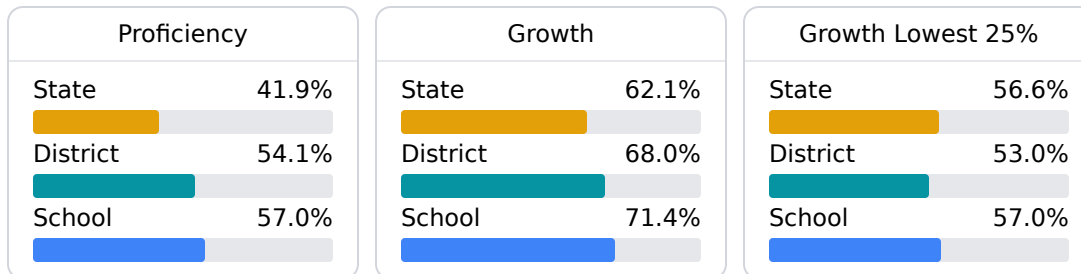 Proficiency
State 41.9%
District 54.1%
School 57.0%
Growth
State 62.1%
District 68.0%
School 71.4%
Growth Lowest 25%
State 56.6%
District 53.0%
School 57.0%